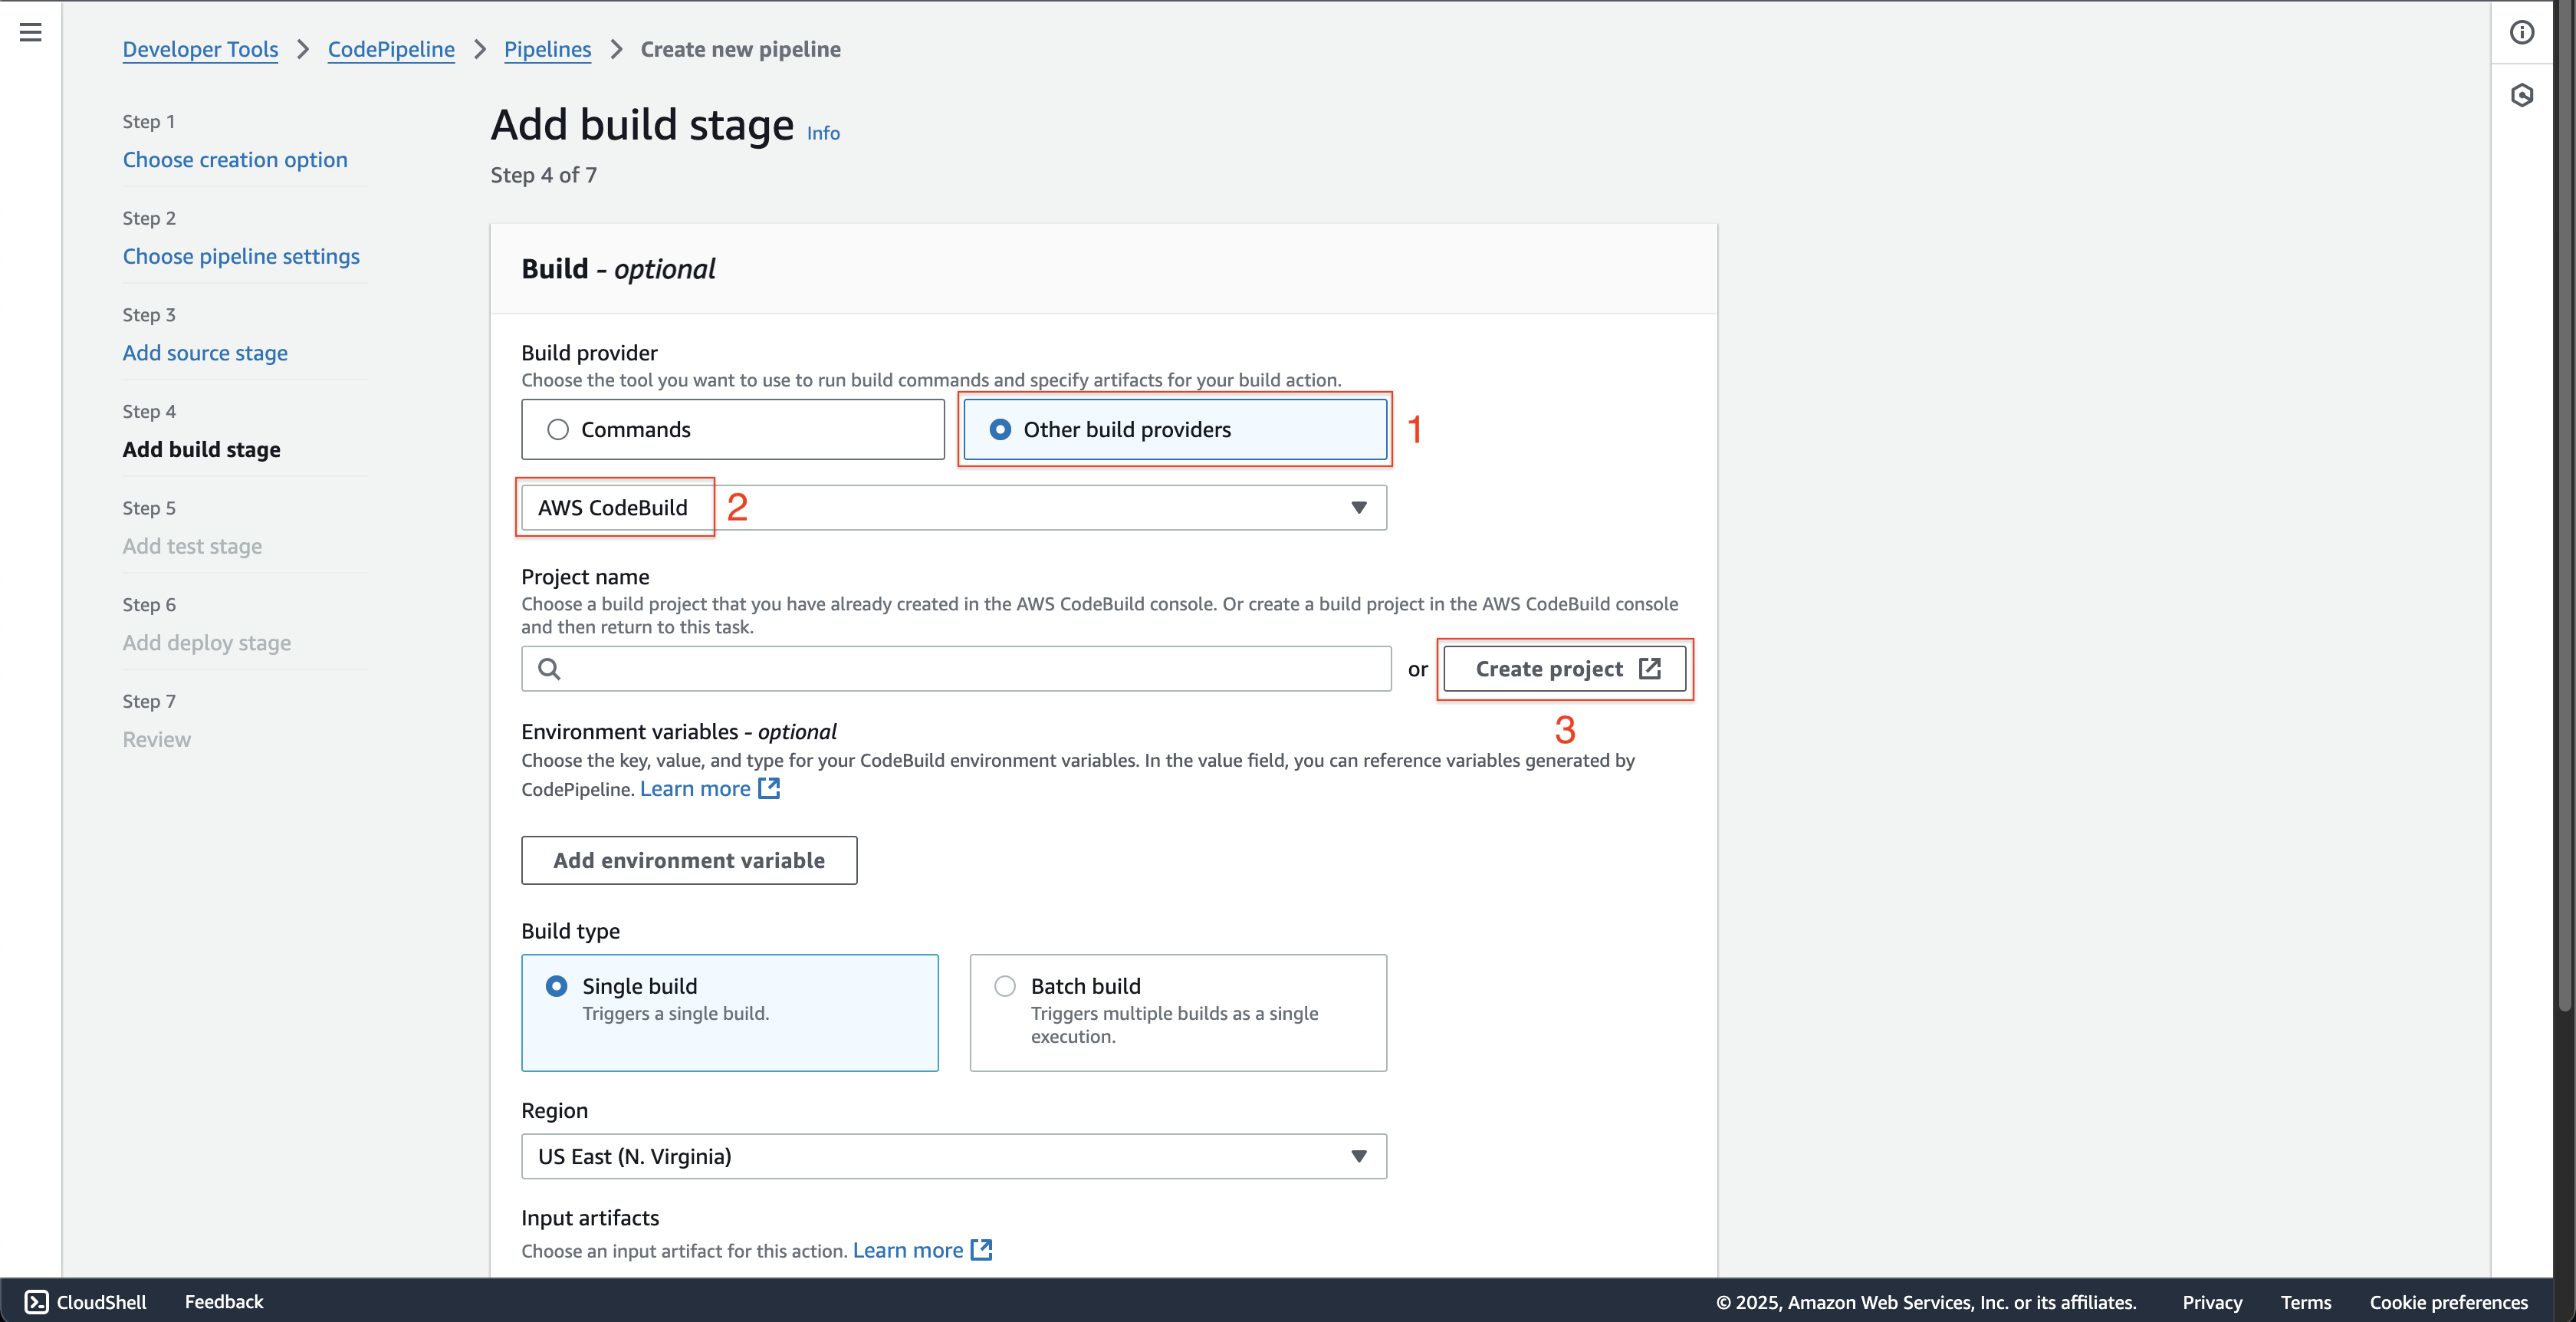 Developer Tools > CodePipeline > Pipelines > Create new pipeline
Step 1
Choose creation option
Step 2
Choose pipeline settings
Step 3
Add source stage
Step 4
Add build stage
Step 5
Add test stage
Step 6
Add deploy stage
Step 7
Review
Add build stage Info
Step 4 of 7
Build - optional
Build provider
Choose the tool you want to use to run build commands and specify artifacts for your build action.
Commands
Other build providers
1
AWS CodeBuild
2
Project name
Choose a build project that you have already created in the AWS CodeBuild console. Or create a build project in the AWS CodeBuild console
and then return to this task.
or
Create project
3
Environment variables - optional
Choose the key, value, and type for your CodeBuild environment variables. In the value field, you can reference variables generated by
CodePipeline. Learn more
Add environment variable
Build type
Single build
Triggers a single build.
Batch build
Triggers multiple builds as a single
execution.
Region
US East (N. Virginia)
Input artifacts
Choose an input artifact for this action. Learn more
CloudShell Feedback © 2025, Amazon Web Services, Inc. or its affiliates. Privacy Terms Cookie preferences